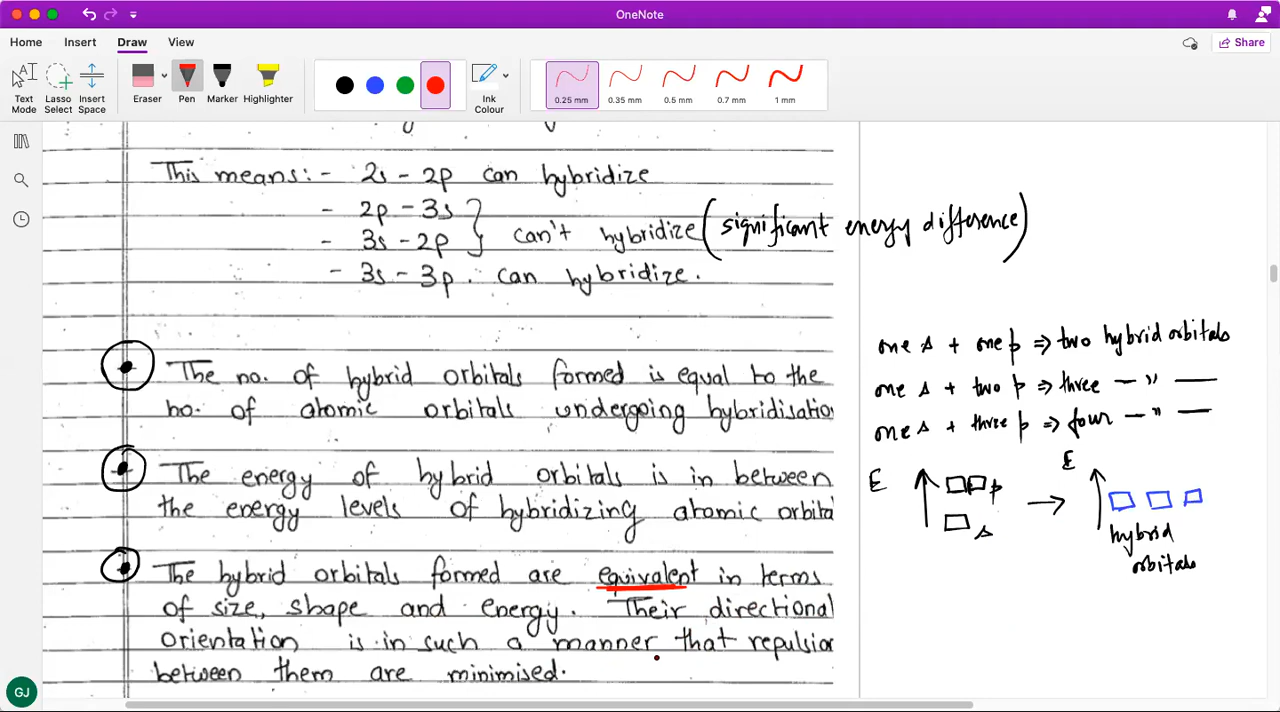 OneNote
Home Insert Draw View
Share
Text Mode
Lasso Select
Insert Space
Eraser
Pen
Marker
Highlighter
Ink Colour
0.25 mm
0.35 mm
0.5 mm
0.7 mm
1 mm
This means:- - 2s - 2p can hybridize
- 2p - 3s
- 3s - 2p } can't hybridize (significant energy difference)
- 3s - 3p. can hybridize.
The no. of hybrid orbitals formed is equal to the
no. of atomic orbitals undergoing hybridisatio
The energy of hybrid orbitals is in between
the energy levels of hybridizing atomic orbita
The hybrid orbitals formed are equivalent in terms
of size, shape and energy. Their directional
orientation is in such a manner that repulsion
between them are minimised.
one s + one p ⇒ two hybrid orbitals
one s + two p ⇒ three — " —
one s + three p ⇒ four — " —
E p s → E
hybrid
orbitals
GJ